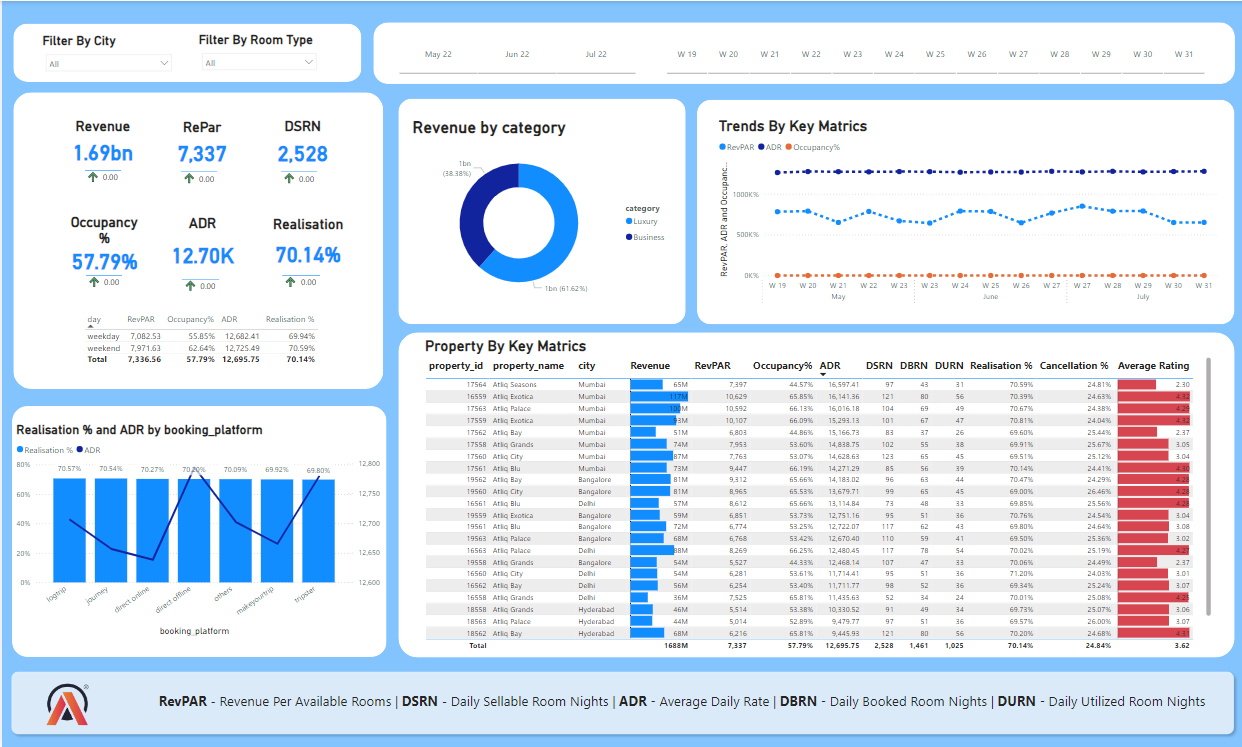 Filter By City
All
Filter By Room Type
All
May 22 Jun 22 Jul 22
W 19 W 20 W 21 W 22 W 23 W 24 W 25 W 26 W 27 W 28 W 29 W 30 W 31
Revenue RePar DSRN
1.69bn 7,337 2,528
0.00 0.00 0.00
Occupancy % ADR Realisation
57.79% 12.70K 70.14%
0.00 0.00 0.00
day RevPAR Occupancy% ADR Realisation %
weekday 7,082.53 55.85% 12,682.41 69.94%
weekend 7,971.63 62.64% 12,725.49 70.59%
Total 7,336.56 57.79% 12,695.75 70.14%
Revenue by category
1bn
(38.38%)
1bn (61.62%)
category
Luxury
Business
Trends By Key Matrics
RevPAR ADR Occupancy%
RevPAR, ADR and Occupanc...
1000K%
500K%
0K%
W 19 W 20 W 21 W 22 W 23 W 23 W 24 W 25 W 26 W 27 W 27 W 28 W 29 W 30 W 31
May June July
Realisation % and ADR by booking_platform
Realisation % ADR
80%
60%
40%
20%
0%
70.57% 70.54% 70.27% 70.20% 70.09% 69.92% 69.80%
12,800
12,750
12,700
12,650
12,600
logtrip journey direct online direct offline others makeyourtrip tripster
booking_platform
Property By Key Matrics
property_id property_name city Revenue RevPAR Occupancy% ADR DSRN DBRN DURN Realisation % Cancellation % Average Rating
17564 Atliq Seasons Mumbai 65M 7,397 44.57% 16,597.41 97 43 31 70.59% 24.81% 2.30
16559 Atliq Exotica Mumbai 117M 10,629 65.85% 16,141.36 121 80 56 70.39% 24.63% 4.32
17563 Atliq Palace Mumbai 100M 10,592 66.13% 16,016.18 104 69 49 70.67% 24.38% 4.29
17559 Atliq Exotica Mumbai 93M 10,107 66.09% 15,293.13 101 67 47 70.81% 24.04% 4.32
17562 Atliq Bay Mumbai 51M 6,803 44.86% 15,166.73 83 37 26 69.60% 25.44% 2.37
17558 Atliq Grands Mumbai 74M 7,953 53.60% 14,838.75 102 55 38 69.91% 25.67% 3.05
17560 Atliq City Mumbai 87M 7,763 53.07% 14,628.63 123 65 45 69.51% 25.12% 3.04
17561 Atliq Blu Mumbai 73M 9,447 66.19% 14,271.29 85 56 39 70.14% 24.41% 4.30
19562 Atliq Bay Bangalore 81M 9,312 65.66% 14,183.02 96 63 44 70.47% 24.29% 4.28
19560 Atliq City Bangalore 81M 8,965 65.53% 13,679.71 99 65 45 69.00% 26.46% 4.28
16561 Atliq Blu Delhi 57M 8,612 65.66% 13,114.84 73 48 33 69.85% 25.56% 4.28
19559 Atliq Exotica Bangalore 59M 6,851 53.73% 12,751.16 95 51 36 70.76% 24.54% 3.04
19561 Atliq Blu Bangalore 72M 6,774 53.25% 12,722.07 117 62 43 69.80% 24.64% 3.08
19563 Atliq Palace Bangalore 68M 6,768 53.42% 12,670.40 110 59 41 69.50% 25.36% 3.02
16563 Atliq Palace Delhi 88M 8,269 66.25% 12,480.45 117 78 54 70.02% 25.19% 4.27
19558 Atliq Grands Bangalore 54M 5,527 44.33% 12,468.14 107 47 33 70.06% 24.49% 2.37
16560 Atliq City Delhi 54M 6,281 53.61% 11,714.41 95 51 36 71.20% 24.03% 3.01
16562 Atliq Bay Delhi 56M 6,254 53.40% 11,711.77 98 52 36 69.34% 25.24% 3.07
16558 Atliq Grands Delhi 36M 7,525 65.81% 11,435.63 52 34 24 70.01% 25.08% 4.25
18558 Atliq Grands Hyderabad 46M 5,514 53.38% 10,330.52 91 49 34 69.73% 25.07% 3.06
18563 Atliq Palace Hyderabad 44M 5,014 52.89% 9,479.77 97 51 36 69.57% 26.00% 3.07
18562 Atliq Bay Hyderabad 68M 6,216 65.81% 9,445.93 121 80 56 70.20% 24.68% 4.31
Total 1688M 7,337 57.79% 12,695.75 2,528 1,461 1,025 70.14% 24.84% 3.62
RevPAR - Revenue Per Available Rooms | DSRN - Daily Sellable Room Nights | ADR - Average Daily Rate | DBRN - Daily Booked Room Nights | DURN - Daily Utilized Room Nights